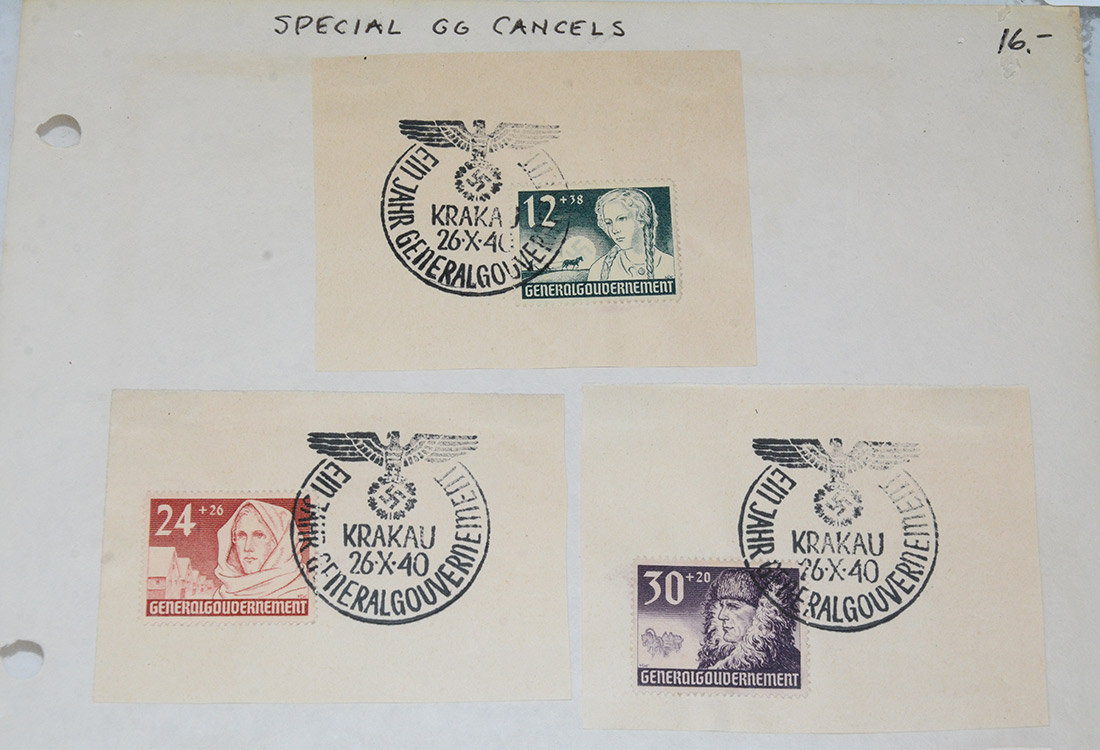 SPECIAL GG CANCELS
16.-
EIN JAHR GENERALGOUVERNEMENT
KRAKAU
26·X·40
12 +38
GENERALGOUVERNEMENT
24 +26
GENERALGOUVERNEMENT
EIN JAHR GENERALGOUVERNEMENT
KRAKAU
26·X·40
30 +20
GENERALGOUVERNEMENT
EIN JAHR GENERALGOUVERNEMENT
KRAKAU
26·X·40